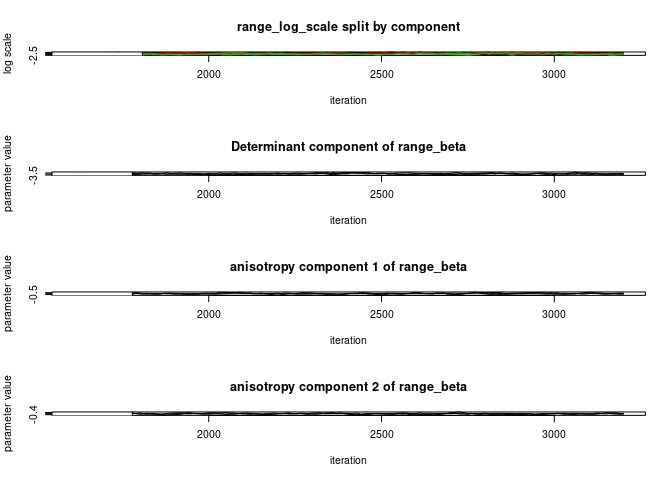 range_log_scale split by component
log scale
-2.5
2000 2500 3000
iteration
Determinant component of range_beta
parameter value
-3.5
2000 2500 3000
iteration
anisotropy component 1 of range_beta
parameter value
-0.5
2000 2500 3000
iteration
anisotropy component 2 of range_beta
parameter value
-0.4
2000 2500 3000
iteration